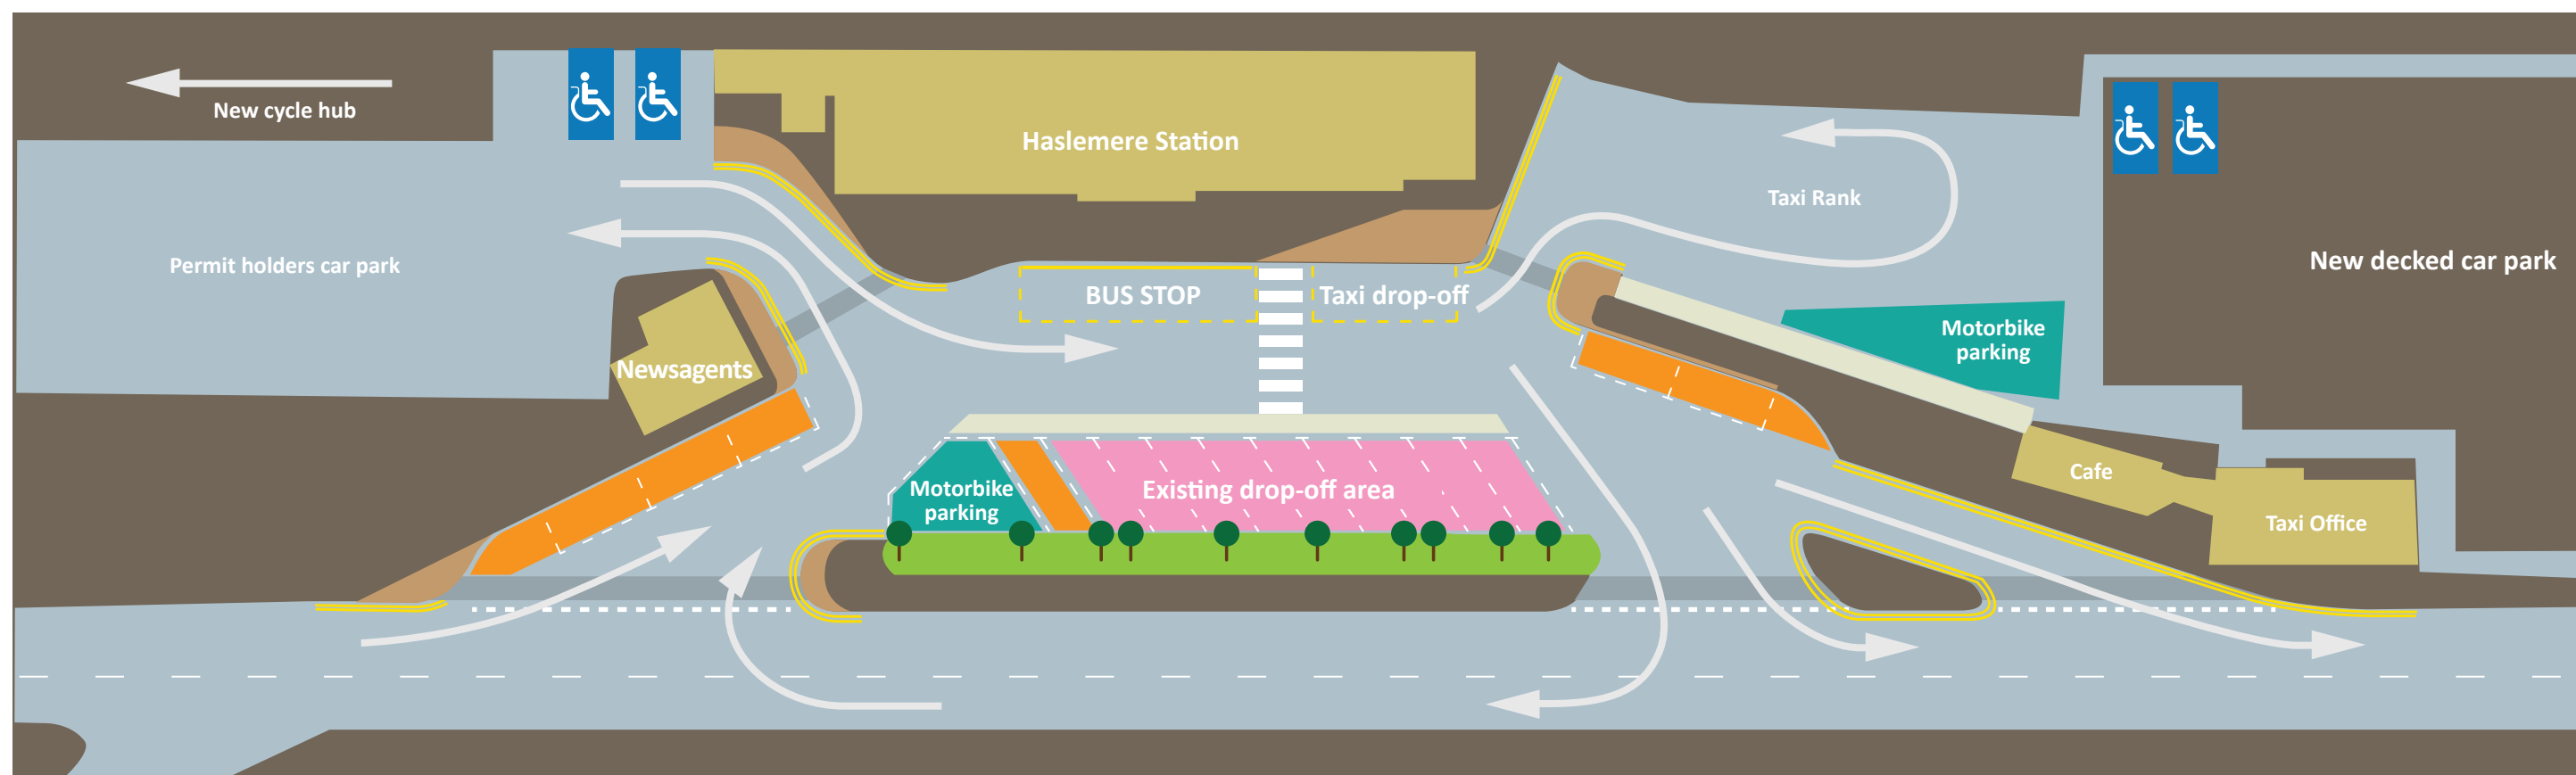 New cycle hub
Haslemere Station
Taxi Rank
Permit holders car park
New decked car park
BUS STOP
Taxi drop-off
Motorbike
parking
Newsagents
Cafe
Motorbike
parking
Existing drop-off area
Taxi Office